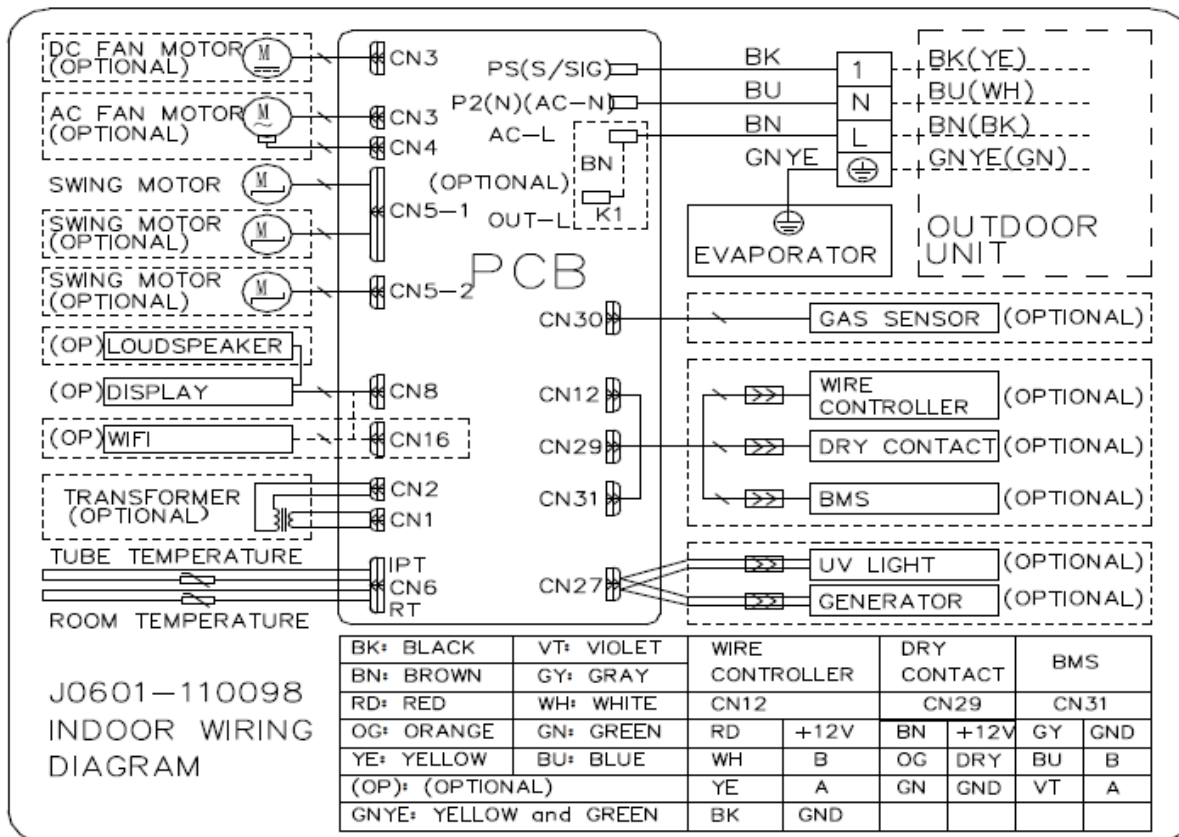 DC FAN MOTOR
(OPTIONAL)
M
CN3
AC FAN MOTOR
(OPTIONAL)
M
~
CN3
CN4
SWING MOTOR
M
CN5-1
SWING MOTOR
(OPTIONAL)
M
SWING MOTOR
(OPTIONAL)
M
CN5-2
(OP) LOUDSPEAKER
(OP) DISPLAY
CN8
(OP) WIFI
CN16
TRANSFORMER
(OPTIONAL)
CN2
CN1
TUBE TEMPERATURE
IPT
CN6
RT
ROOM TEMPERATURE
PCB
PS(S/SIG)
P2(N)(AC-N)
AC-L
BN
(OPTIONAL)
K1
OUT-L
BK 1 BK(YE)
BU N BU(WH)
BN L BN(BK)
GNYE GNYE(GN)
EVAPORATOR
OUTDOOR
UNIT
CN30 GAS SENSOR (OPTIONAL)
CN12
CN29
CN31
WIRE
CONTROLLER (OPTIONAL)
DRY CONTACT (OPTIONAL)
BMS (OPTIONAL)
CN27
UV LIGHT (OPTIONAL)
GENERATOR (OPTIONAL)
J0601-110098
INDOOR WIRING
DIAGRAM
BK: BLACK VT: VIOLET
BN: BROWN GY: GRAY
RD: RED WH: WHITE
OG: ORANGE GN: GREEN
YE: YELLOW BU: BLUE
(OP): (OPTIONAL)
GNYE: YELLOW and GREEN
WIRE
CONTROLLER
DRY
CONTACT
BMS
CN12 CN29 CN31
RD +12V BN +12V GY GND
WH B OG DRY BU B
YE A GN GND VT A
BK GND